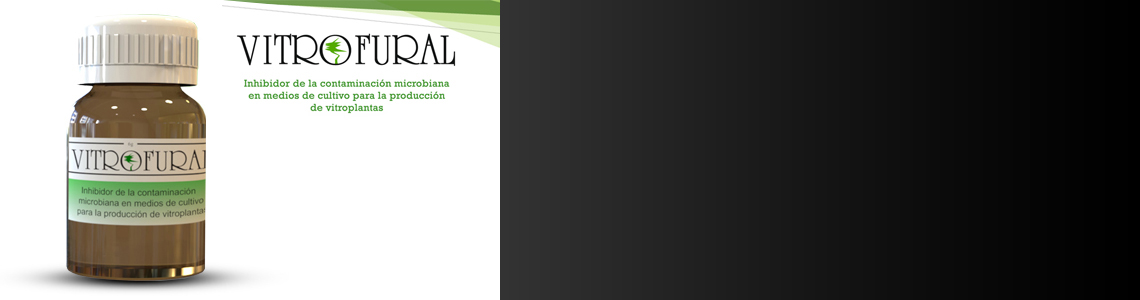 VITROFURAL
Inhibidor de la contaminación microbiana
en medios de cultivo para la producción
de vitroplantas
VITROFURAL
Inhibidor de la contaminación
microbiana en medios de cultivo
para la producción de vitroplantas